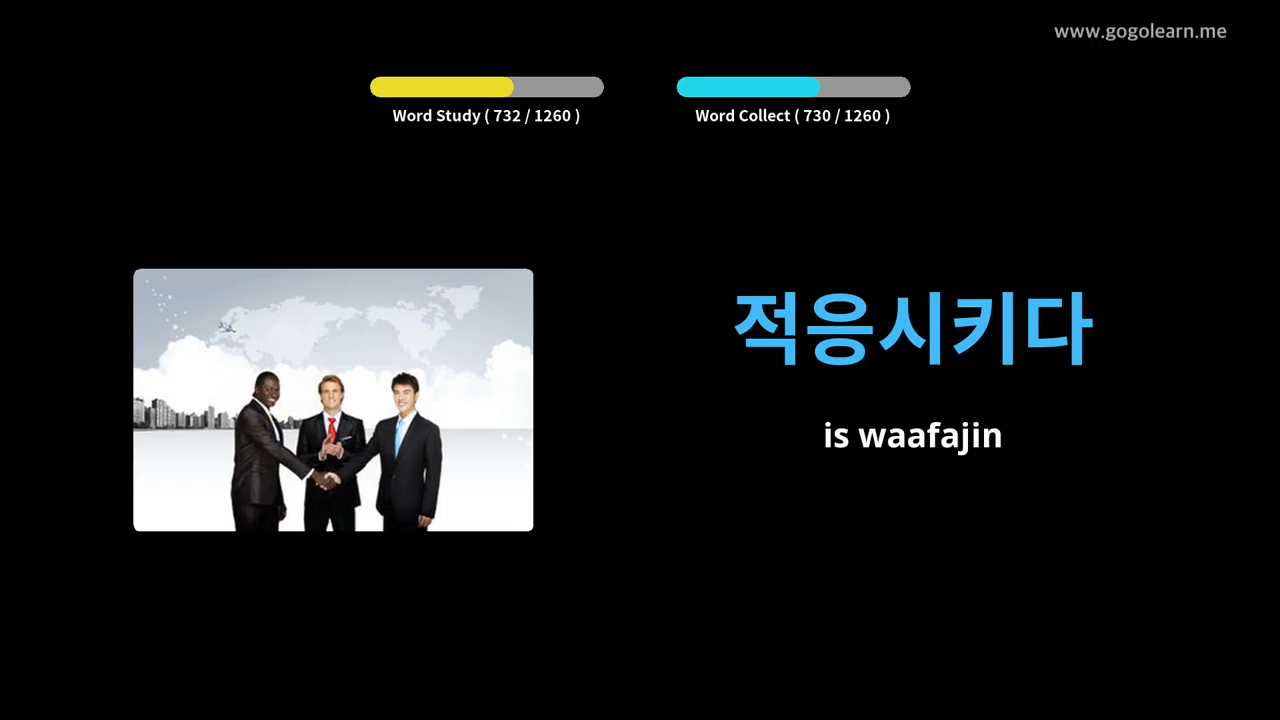 www.gogolearn.me
Word Study ( 732 / 1260 )
Word Collect ( 730 / 1260 )
적응시키다
is waafajin